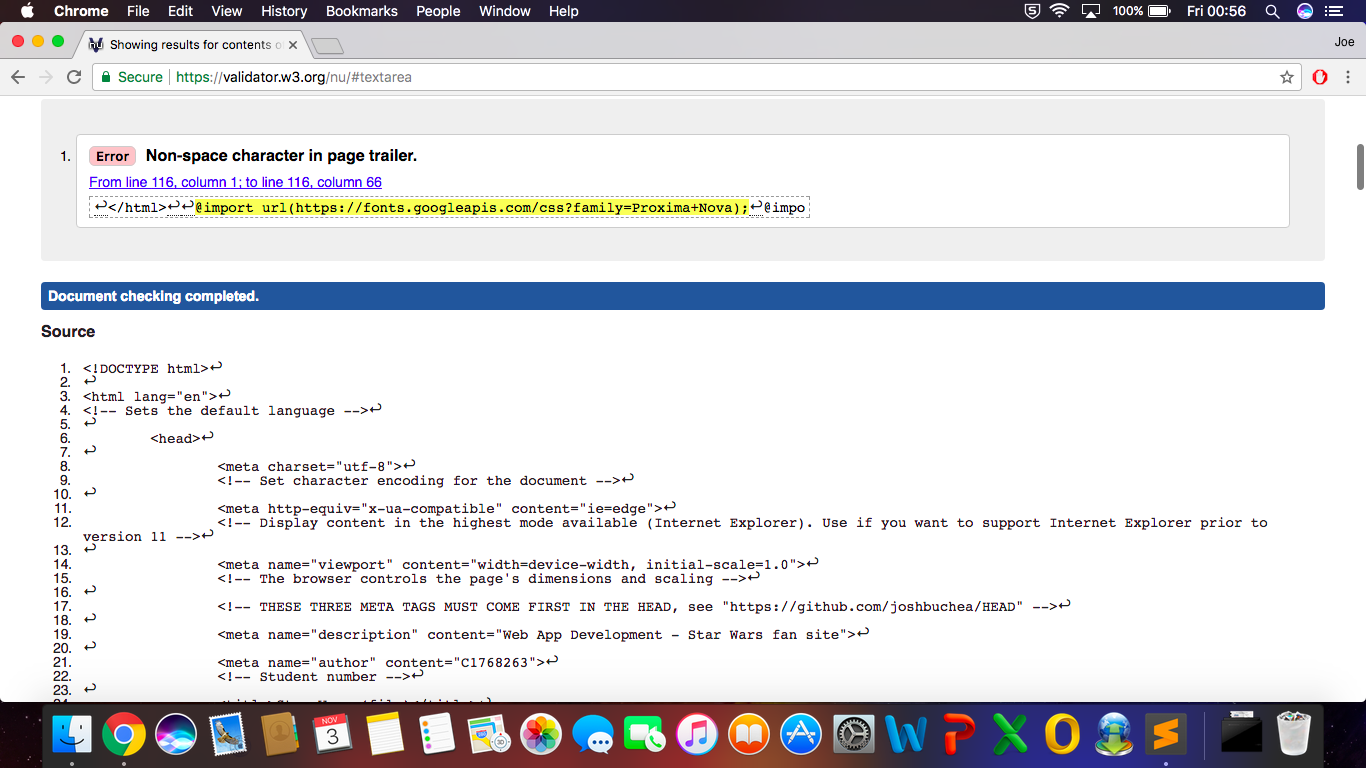 Chrome File Edit View History Bookmarks People Window Help 100% Fri 00:56
Showing results for contents o
Joe
Secure https://validator.w3.org/nu/#textarea
1. Error Non-space character in page trailer.
From line 116, column 1; to line 116, column 66
↩</html>↩↩@import url(https://fonts.googleapis.com/css?family=Proxima+Nova);↩@impo
Document checking completed.
Source
1. <!DOCTYPE html>↩
2. ↩
3. <html lang="en">↩
4. <!-- Sets the default language -->↩
5. ↩
6. <head>↩
7. ↩
8. <meta charset="utf-8">↩
9. <!-- Set character encoding for the document -->↩
10. ↩
11. <meta http-equiv="x-ua-compatible" content="ie=edge">↩
12. <!-- Display content in the highest mode available (Internet Explorer). Use if you want to support Internet Explorer prior to
version 11 -->↩
13. ↩
14. <meta name="viewport" content="width=device-width, initial-scale=1.0">↩
15. <!-- The browser controls the page's dimensions and scaling -->↩
16. ↩
17. <!-- THESE THREE META TAGS MUST COME FIRST IN THE HEAD, see "https://github.com/joshbuchea/HEAD" -->↩
18. ↩
19. <meta name="description" content="Web App Development - Star Wars fan site">↩
20. ↩
21. <meta name="author" content="C1768263">↩
22. <!-- Student number -->↩
23. ↩
NOV
3